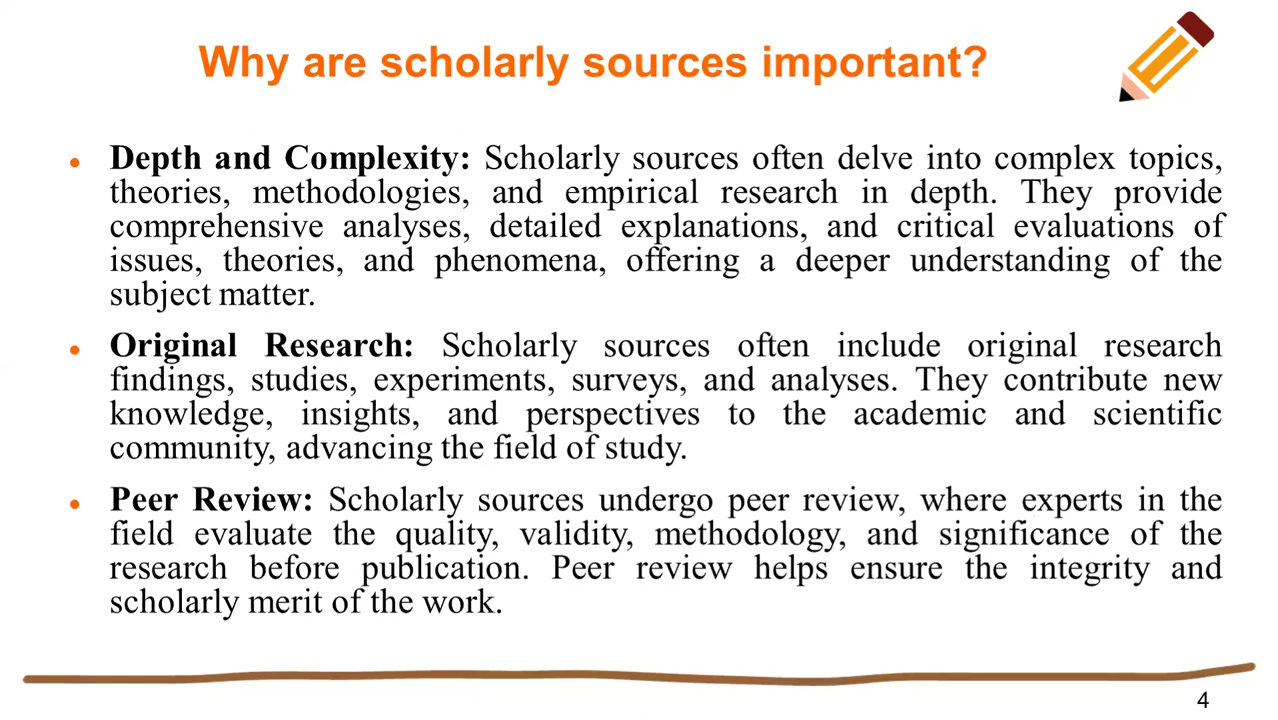 Why are scholarly sources important?
• Depth and Complexity: Scholarly sources often delve into complex topics,
theories, methodologies, and empirical research in depth. They provide
comprehensive analyses, detailed explanations, and critical evaluations of
issues, theories, and phenomena, offering a deeper understanding of the
subject matter.
• Original Research: Scholarly sources often include original research
findings, studies, experiments, surveys, and analyses. They contribute new
knowledge, insights, and perspectives to the academic and scientific
community, advancing the field of study.
• Peer Review: Scholarly sources undergo peer review, where experts in the
field evaluate the quality, validity, methodology, and significance of the
research before publication. Peer review helps ensure the integrity and
scholarly merit of the work.
4